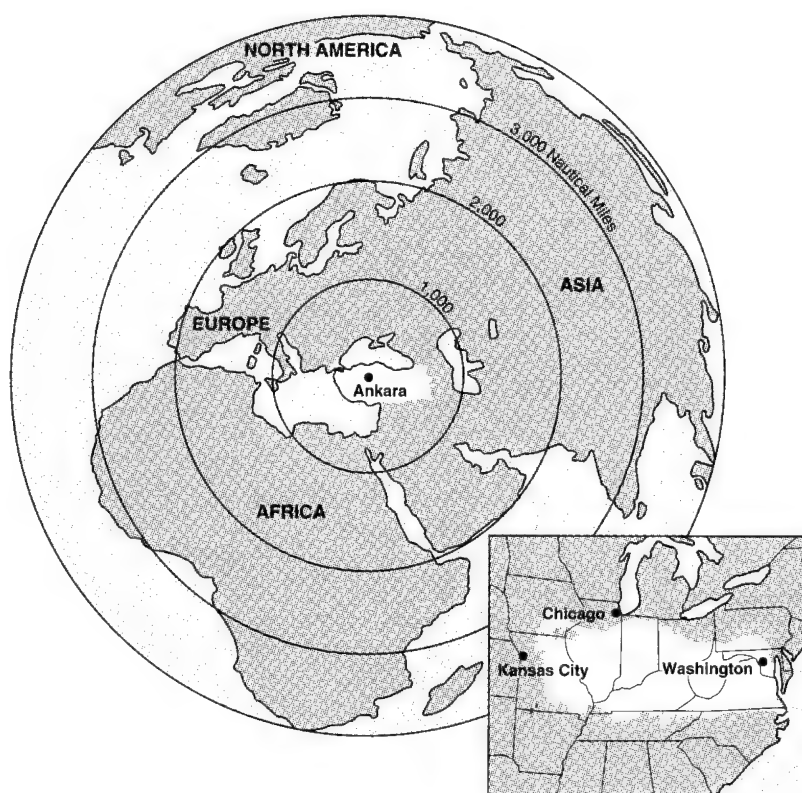 NORTH AMERICA
3,000 Nautical Miles
2,000
ASIA
1,000
EUROPE
Ankara
AFRICA
Chicago
Kansas City
Washington